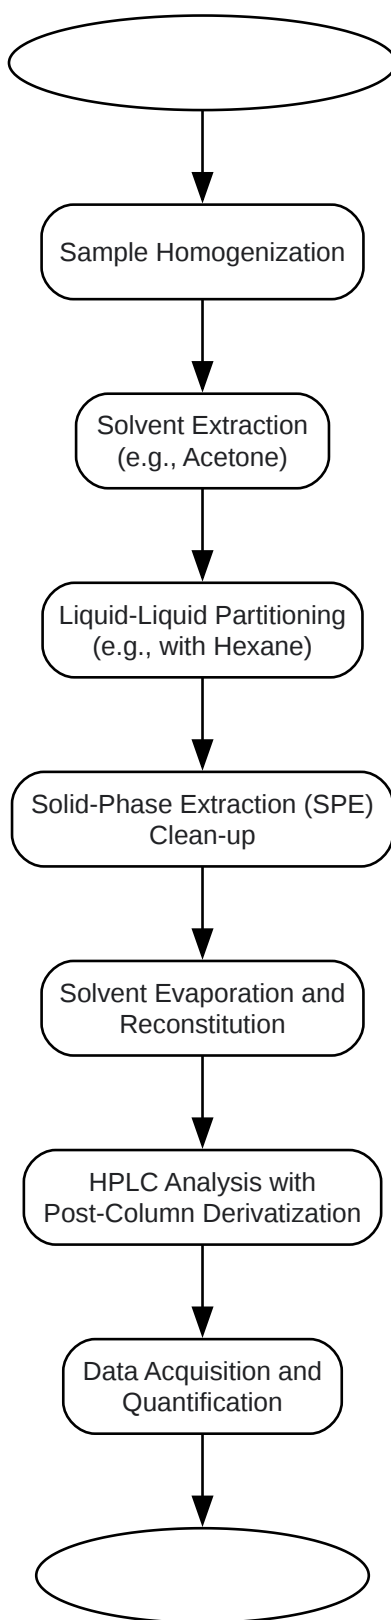 Sample Homogenization
Solvent Extraction
(e.g., Acetone)
Liquid-Liquid Partitioning
(e.g., with Hexane)
Solid-Phase Extraction (SPE)
Clean-up
Solvent Evaporation and
Reconstitution
HPLC Analysis with
Post-Column Derivatization
Data Acquisition and
Quantification